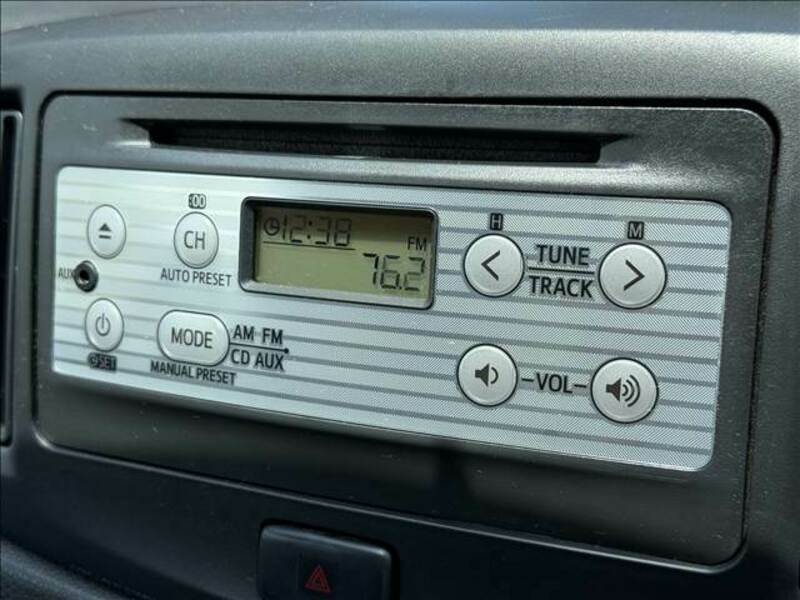 :00
CH
AUTO PRESET
AUX
12:38
FM
76.2
H
M
TUNE
TRACK
SET
MODE
AM FM
CD AUX
MANUAL PRESET
VOL